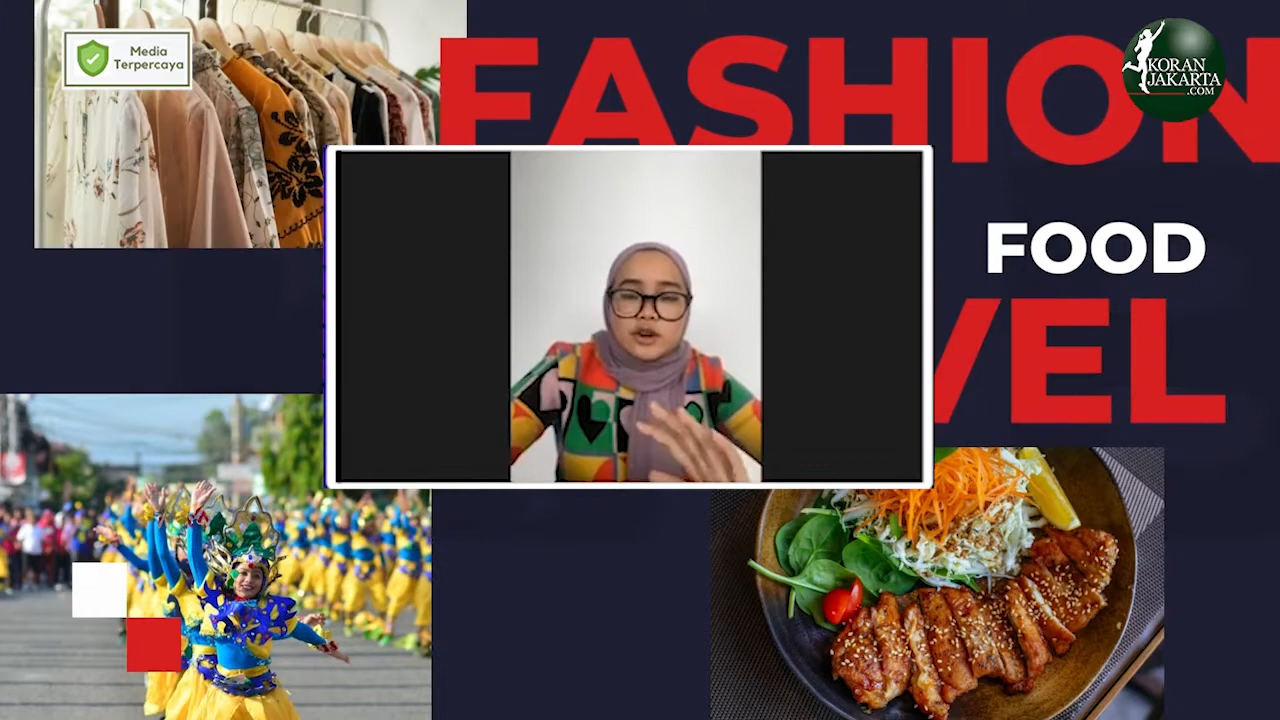 Media
Terpercaya
FASHION
KORAN
JAKARTA
.COM
FOOD
VEL